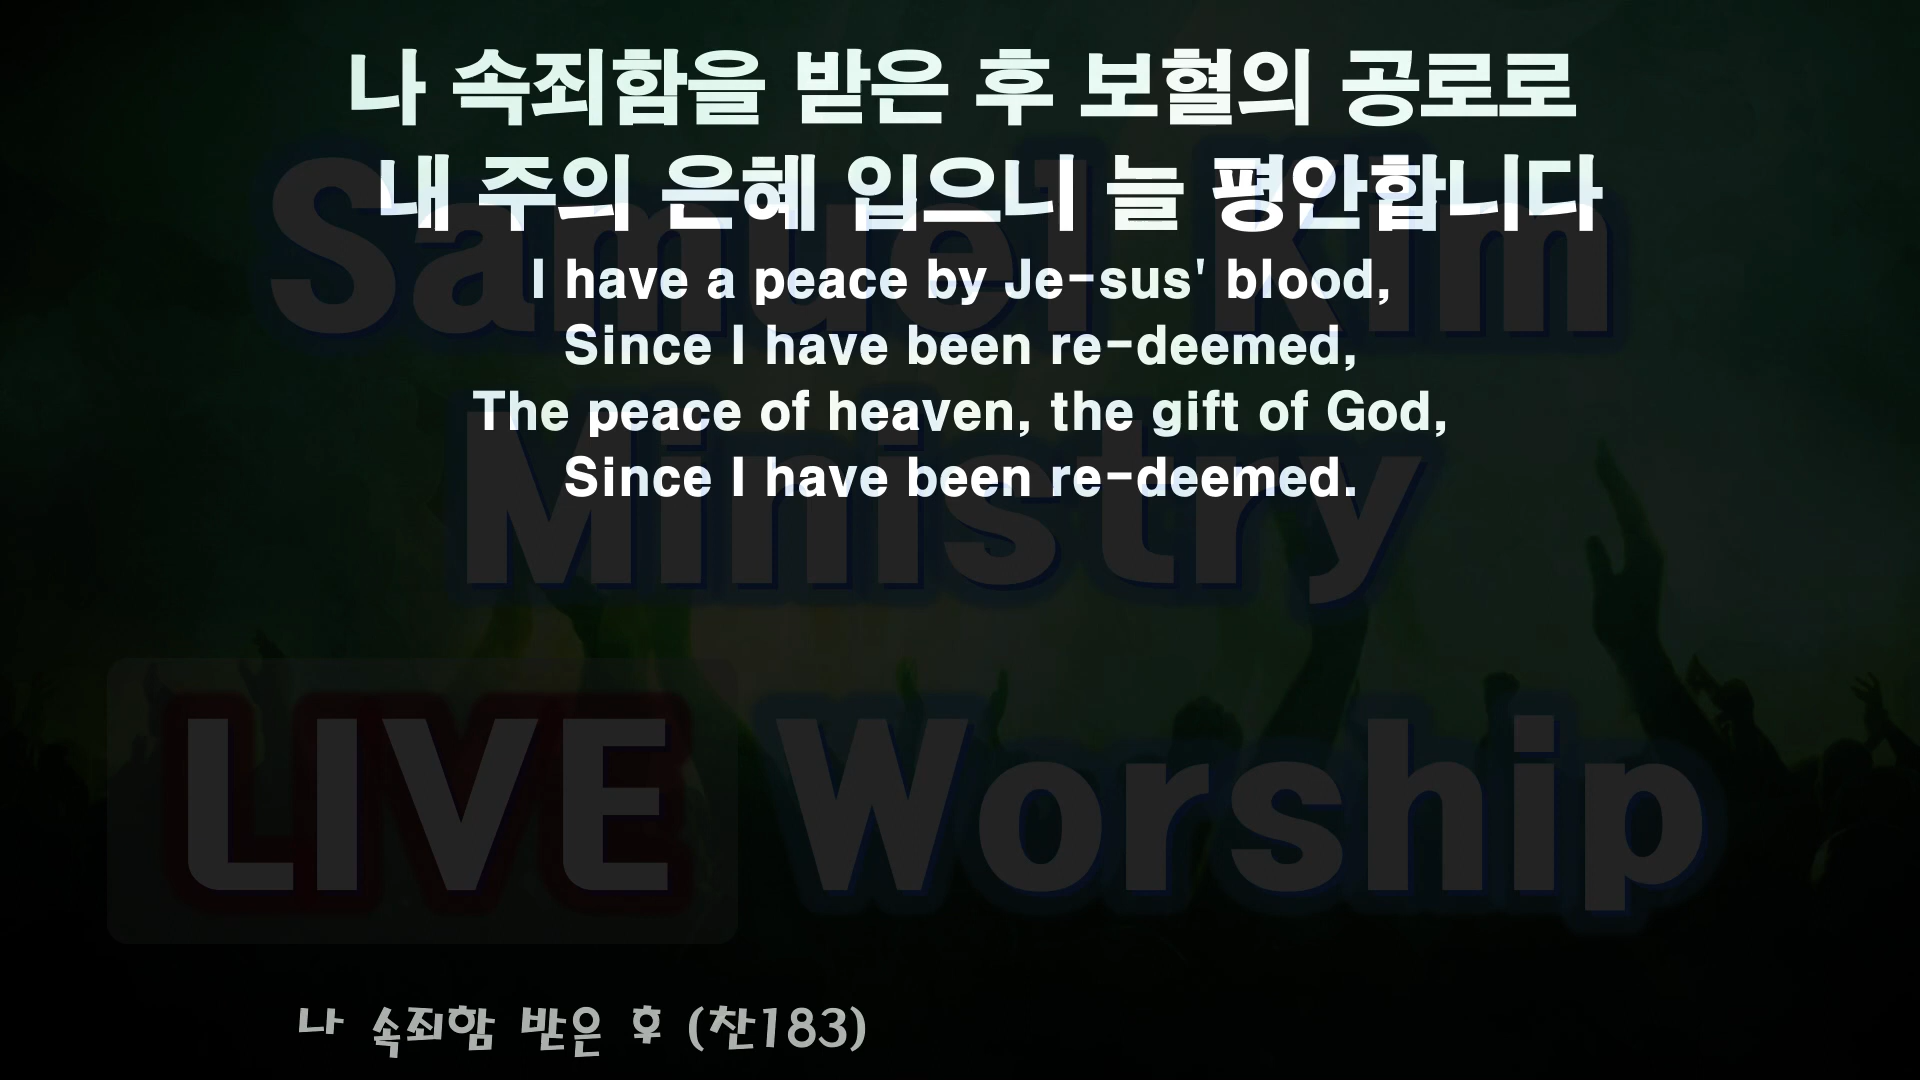 나 속죄함을 받은 후 보혈의 공로로
내 주의 은혜 입으니 늘 평안합니다
I have a peace by Je-sus' blood,
Since I have been re-deemed,
The peace of heaven, the gift of God,
Since I have been re-deemed.
Samuel Kim
Ministry
LIVE Worship
나 속죄함 받은 후 (찬183)